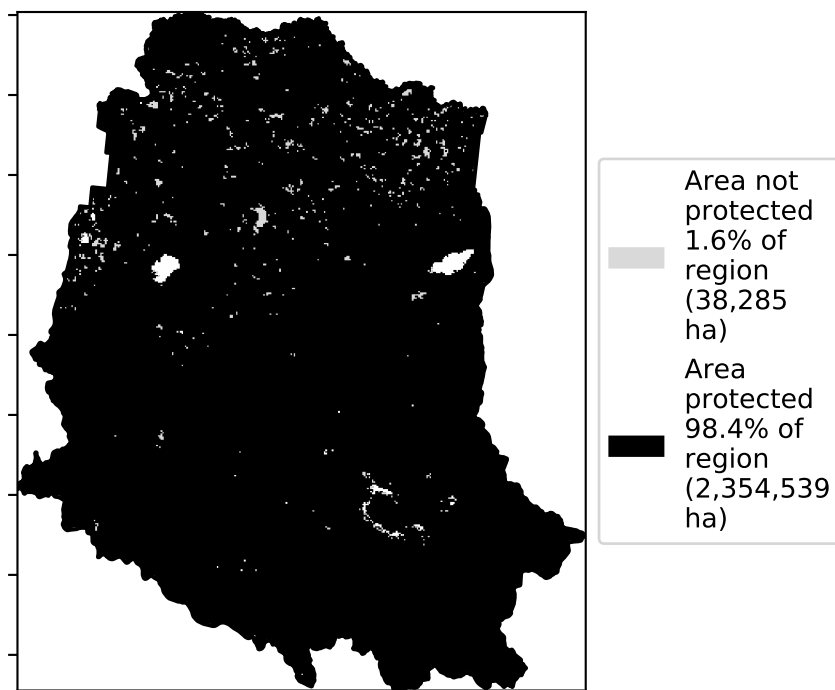 Area not
protected
1.6% of
region
(38,285
ha)
Area
protected
98.4% of
region
(2,354,539
ha)